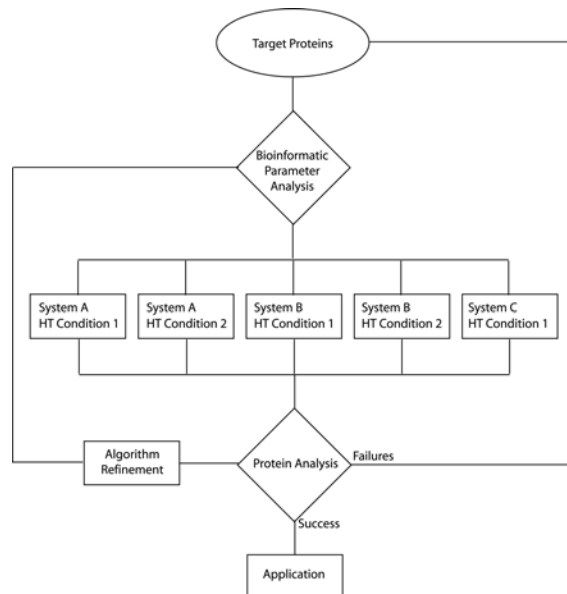 Target Proteins
Bioinformatic
Parameter
Analysis
System A
HT Condition 1
System A
HT Condition 2
System B
HT Condition 1
System B
HT Condition 2
System C
HT Condition 1
Algorithm
Refinement
Protein Analysis
Failures
Success
Application